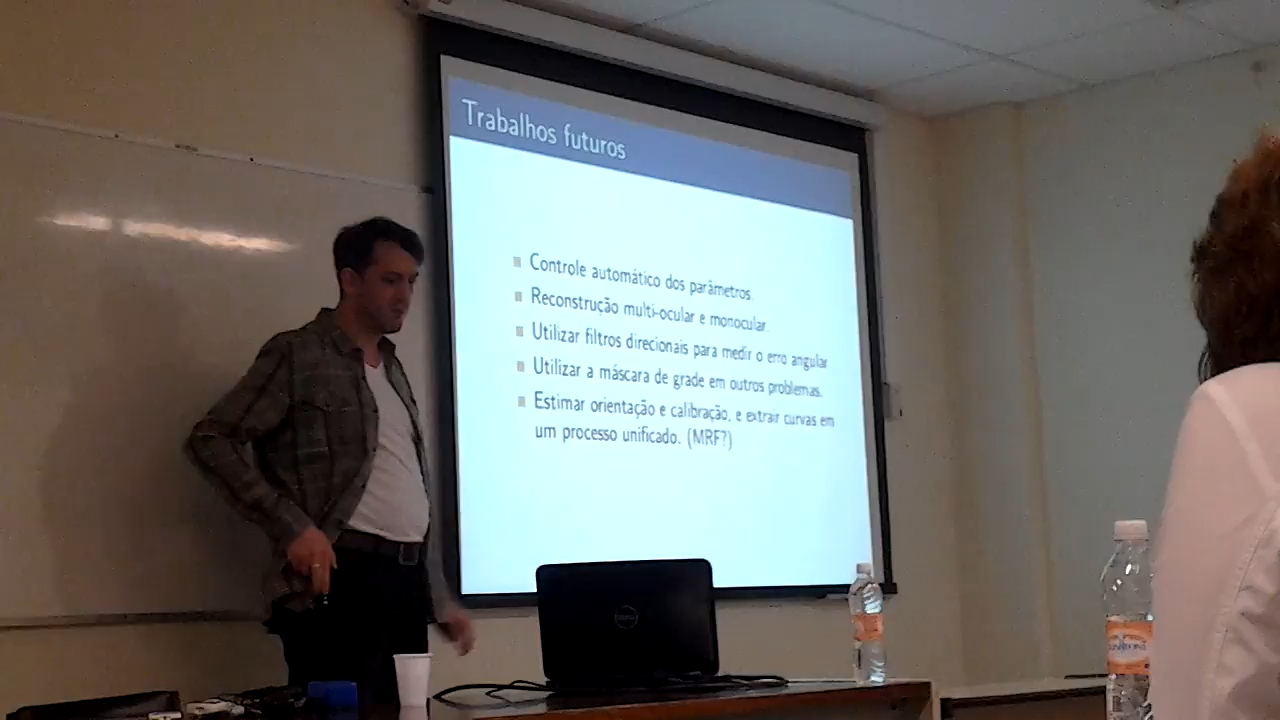 Trabalhos futuros
Controle automático dos parâmetros.
Reconstrução multi-ocular e monocular.
Utilizar filtros direcionais para medir o erro angular
Utilizar a máscara de grade em outros problemas.
Estimar orientação e calibração, e extrair curvas em
um processo unificado. (MRF?)
DELL